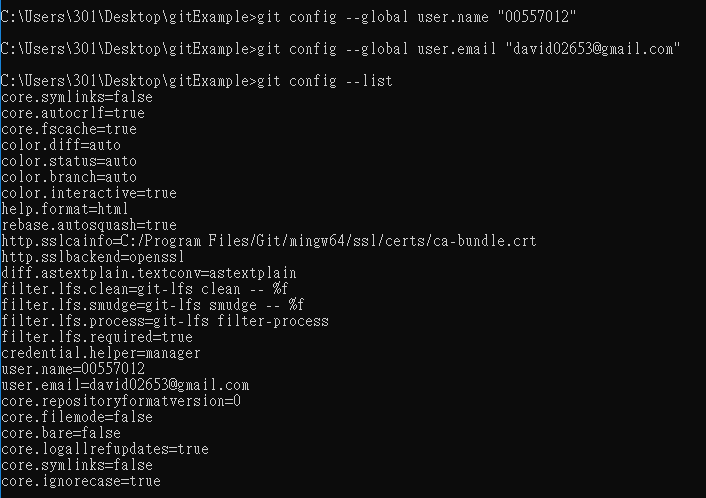 C:\Users\301\Desktop\gitExample>git config --global user.name "00557012"
C:\Users\301\Desktop\gitExample>git config --global user.email "david02653@gmail.com"
C:\Users\301\Desktop\gitExample>git config --list
core.symlinks=false
core.autocrlf=true
core.fscache=true
color.diff=auto
color.status=auto
color.branch=auto
color.interactive=true
help.format=html
rebase.autosquash=true
http.sslcainfo=C:/Program Files/Git/mingw64/ssl/certs/ca-bundle.crt
http.sslbackend=openssl
diff.astextplain.textconv=astextplain
filter.lfs.clean=git-lfs clean -- %f
filter.lfs.smudge=git-lfs smudge -- %f
filter.lfs.process=git-lfs filter-process
filter.lfs.required=true
credential.helper=manager
user.name=00557012
user.email=david02653@gmail.com
core.repositoryformatversion=0
core.filemode=false
core.bare=false
core.logallrefupdates=true
core.symlinks=false
core.ignorecase=true